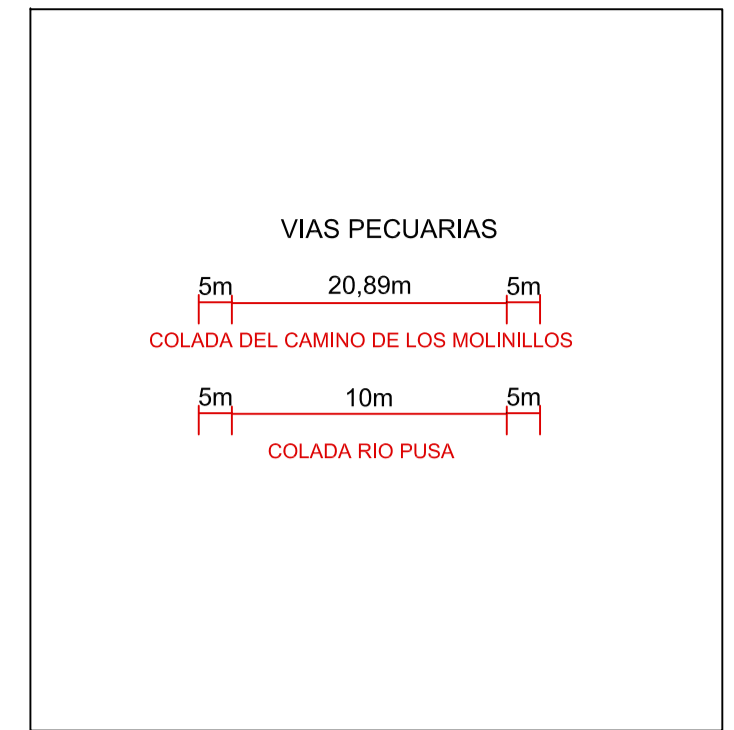 VIAS PECUARIAS
5m 20,89m 5m
COLADA DEL CAMINO DE LOS MOLINILLOS
5m 10m 5m
COLADA RIO PUSA